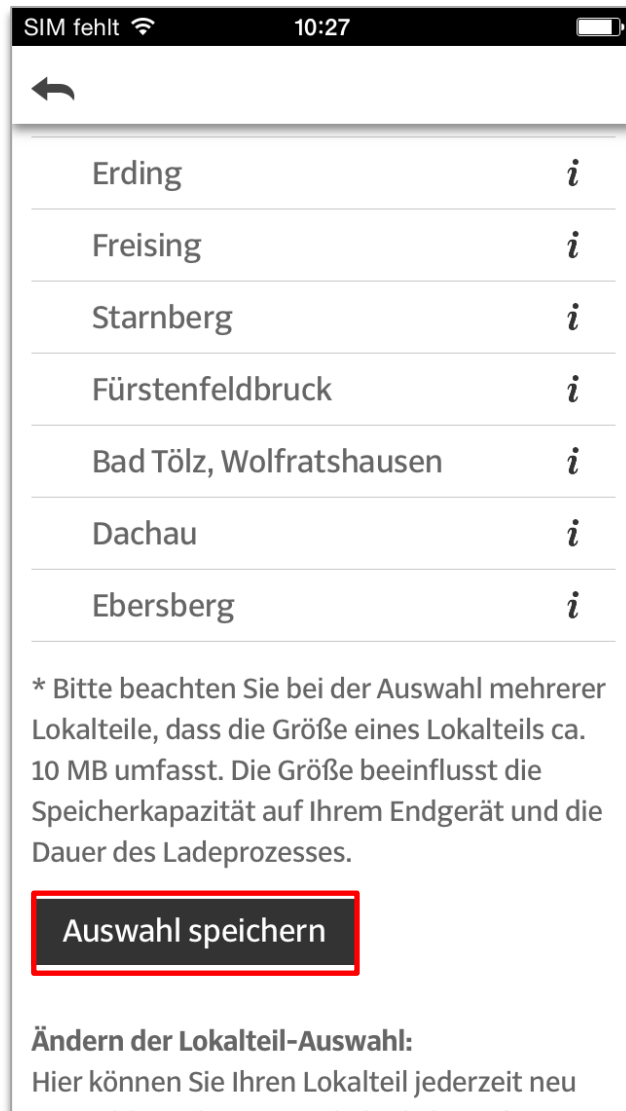 SIM fehlt 10:27
Erding i
Freising i
Starnberg i
Fürstenfeldbruck i
Bad Tölz, Wolfratshausen i
Dachau i
Ebersberg i
* Bitte beachten Sie bei der Auswahl mehrerer
Lokalteile, dass die Größe eines Lokalteils ca.
10 MB umfasst. Die Größe beeinflusst die
Speicherkapazität auf Ihrem Endgerät und die
Dauer des Ladeprozesses.
Auswahl speichern
Ändern der Lokalteil-Auswahl:
Hier können Sie Ihren Lokalteil jederzeit neu